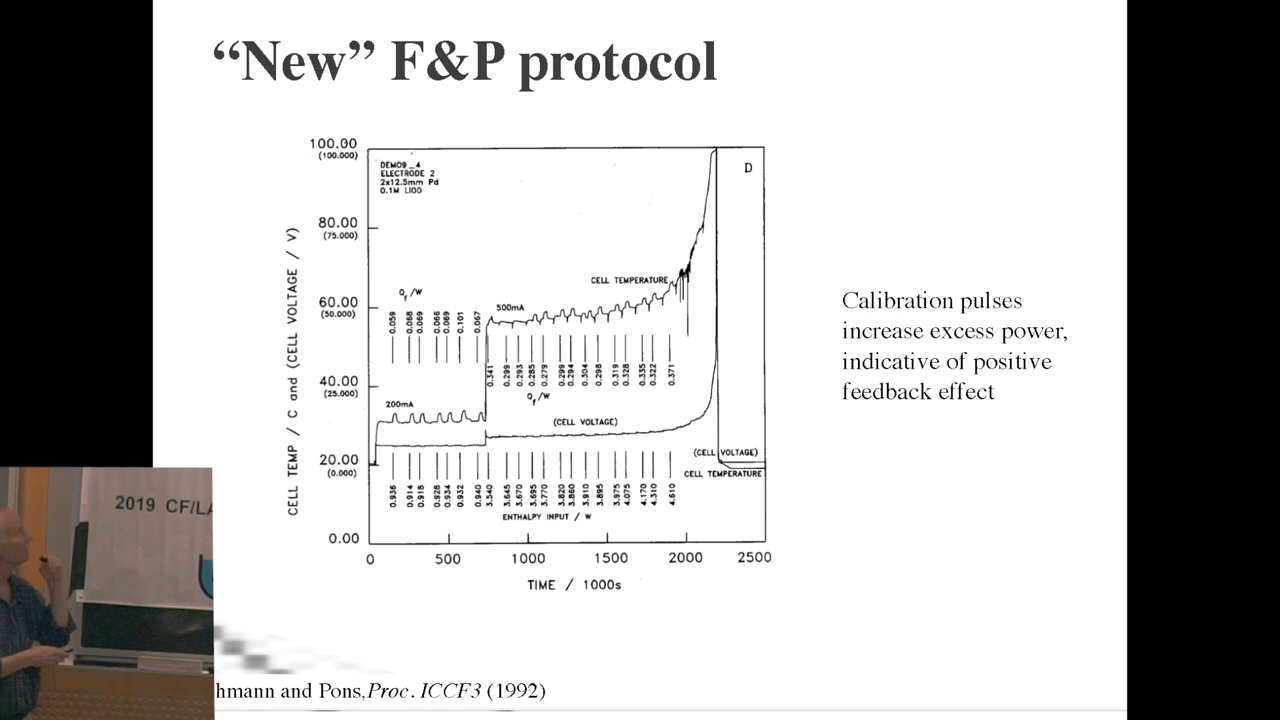 “New” F&P protocol
100.00
(100.000)
80.00
(75.000)
60.00
(50.000)
40.00
(25.000)
20.00
(0.000)
0.00
CELL TEMP / C and (CELL VOLTAGE / V)
DEMO9_4
ELECTRODE 2
2x12.5mm Pd
0.1M LIOD
D
CELL TEMPERATURE
Qf/W
500mA
0.059 0.068 0.069 0.066 0.069 0.101 0.067
0.341 0.299 0.293 0.285 0.279 0.299 0.294 0.304 0.298 0.319 0.328 0.335 0.322 0.371
Qf/W
200mA
(CELL VOLTAGE)
(CELL VOLTAGE)
CELL TEMPERATURE
0.936 0.914 0.918 0.928 0.934 0.932 0.940 3.540 3.645 3.670 3.695 3.770 3.820 3.860 3.910 3.895 3.975 4.075 4.170 4.310 4.610
ENTHALPY INPUT / W
0 500 1000 1500 2000 2500
TIME / 1000s
Calibration pulses
increase excess power,
indicative of positive
feedback effect
2019 CF/LA
hmann and Pons, Proc. ICCF3 (1992)